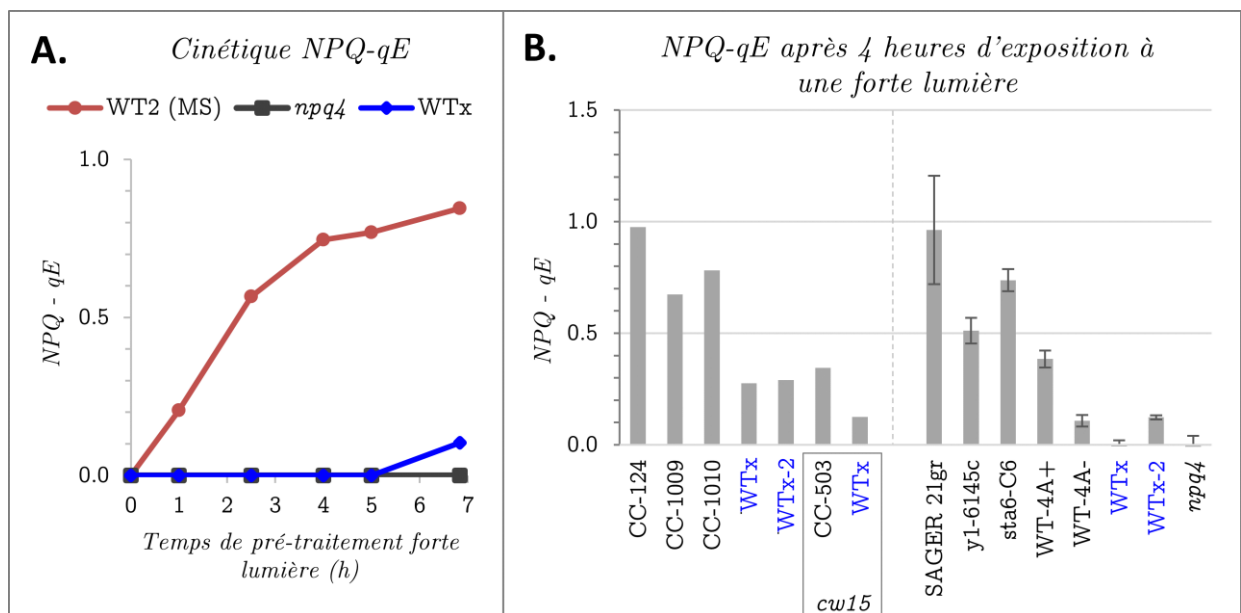 A.
Cinétique NPQ-qE
WT2 (MS) npq4 WTx
1.0
0.5
0.0
NPQ - qE
0 1 2 3 4 5 6 7
Temps de pré-traitement forte
lumière (h)
B.
NPQ-qE après 4 heures d'exposition à
une forte lumière
1.5
1.0
0.5
0.0
NPQ - qE
CC-124
CC-1009
CC-1010
WTx
WTx-2
CC-503
WTx
cw15
SAGER 21gr
y1-6145c
sta6-C6
WT-4A+
WT-4A-
WTx
WTx-2
npq4